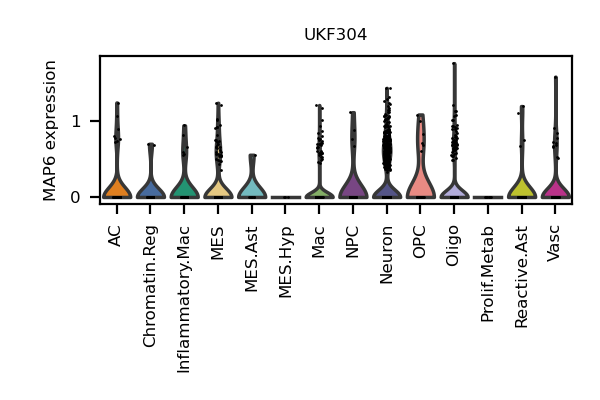 UKF304
MAP6 expression
1
0
AC
Chromatin.Reg
Inflammatory.Mac
MES
MES.Ast
MES.Hyp
Mac
NPC
Neuron
OPC
Oligo
Prolif.Metab
Reactive.Ast
Vasc